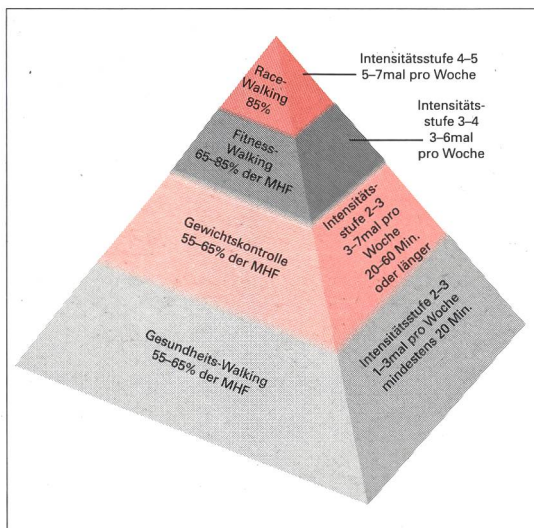 Race-
Walking
85%
Intensitätsstufe 4–5
5–7mal pro Woche
Fitness-
Walking
65–85% der MHF
Intensitäts-
stufe 3–4
3–6mal
pro Woche
Gewichtskontrolle
55–65% der MHF
Intensitäts-
stufe 2–3
3–7mal pro
Woche
20–60 Min.
oder länger
Gesundheits-Walking
55–65% der MHF
Intensitätsstufe 2–3
1–3mal pro Woche
mindestens 20 Min.